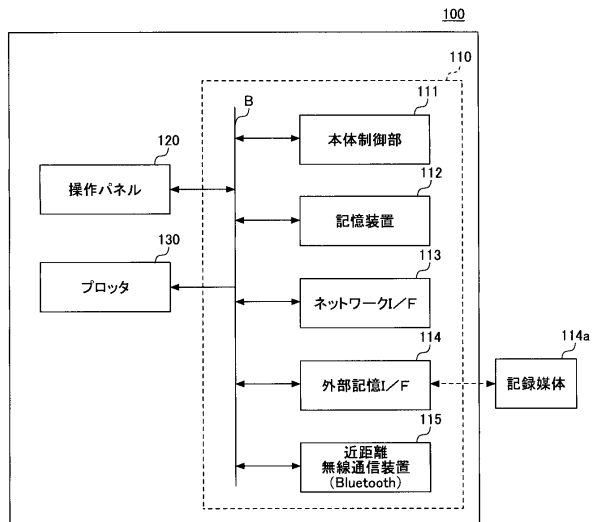 100
110
B
111
本体制御部
120
操作パネル
112
記憶装置
130
プロッタ
113
ネットワークI/F
114
外部記憶I/F
114a
記録媒体
115
近距離
無線通信装置
(Bluetooth)